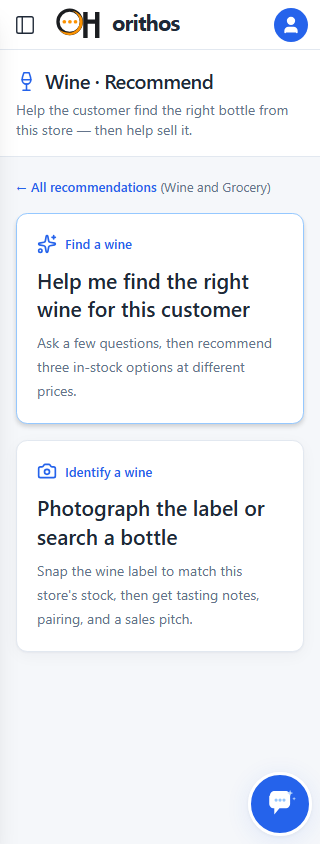 OH orithos
Wine · Recommend
Help the customer find the right bottle from
this store — then help sell it.
← All recommendations (Wine and Grocery)
Find a wine
Help me find the right
wine for this customer
Ask a few questions, then recommend
three in-stock options at different
prices.
Identify a wine
Photograph the label or
search a bottle
Snap the wine label to match this
store's stock, then get tasting notes,
pairing, and a sales pitch.